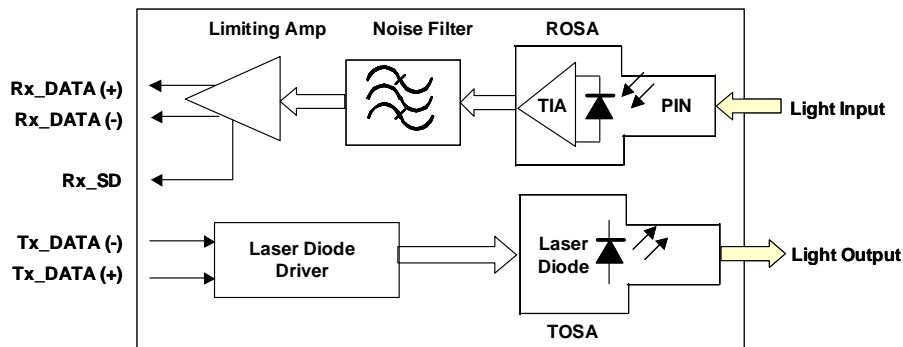 Limiting Amp
Noise Filter
ROSA
Rx_DATA (+)
Rx_DATA (-)
TIA
PIN
Light Input
Rx_SD
Tx_DATA (-)
Tx_DATA (+)
Laser Diode
Driver
Laser
Diode
Light Output
TOSA